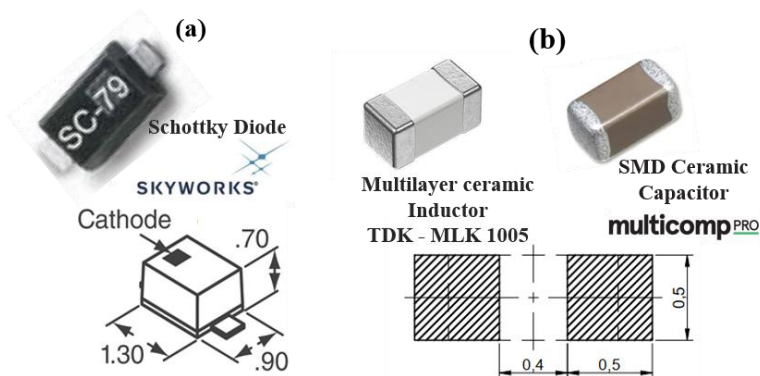 (a)
SC-79
Schottky Diode
SKYWORKS®
Cathode
.70
1.30
.90
(b)
Multilayer ceramic
Inductor
TDK - MLK 1005
SMD Ceramic
Capacitor
multicomp PRO
0,5
0,4
0,5